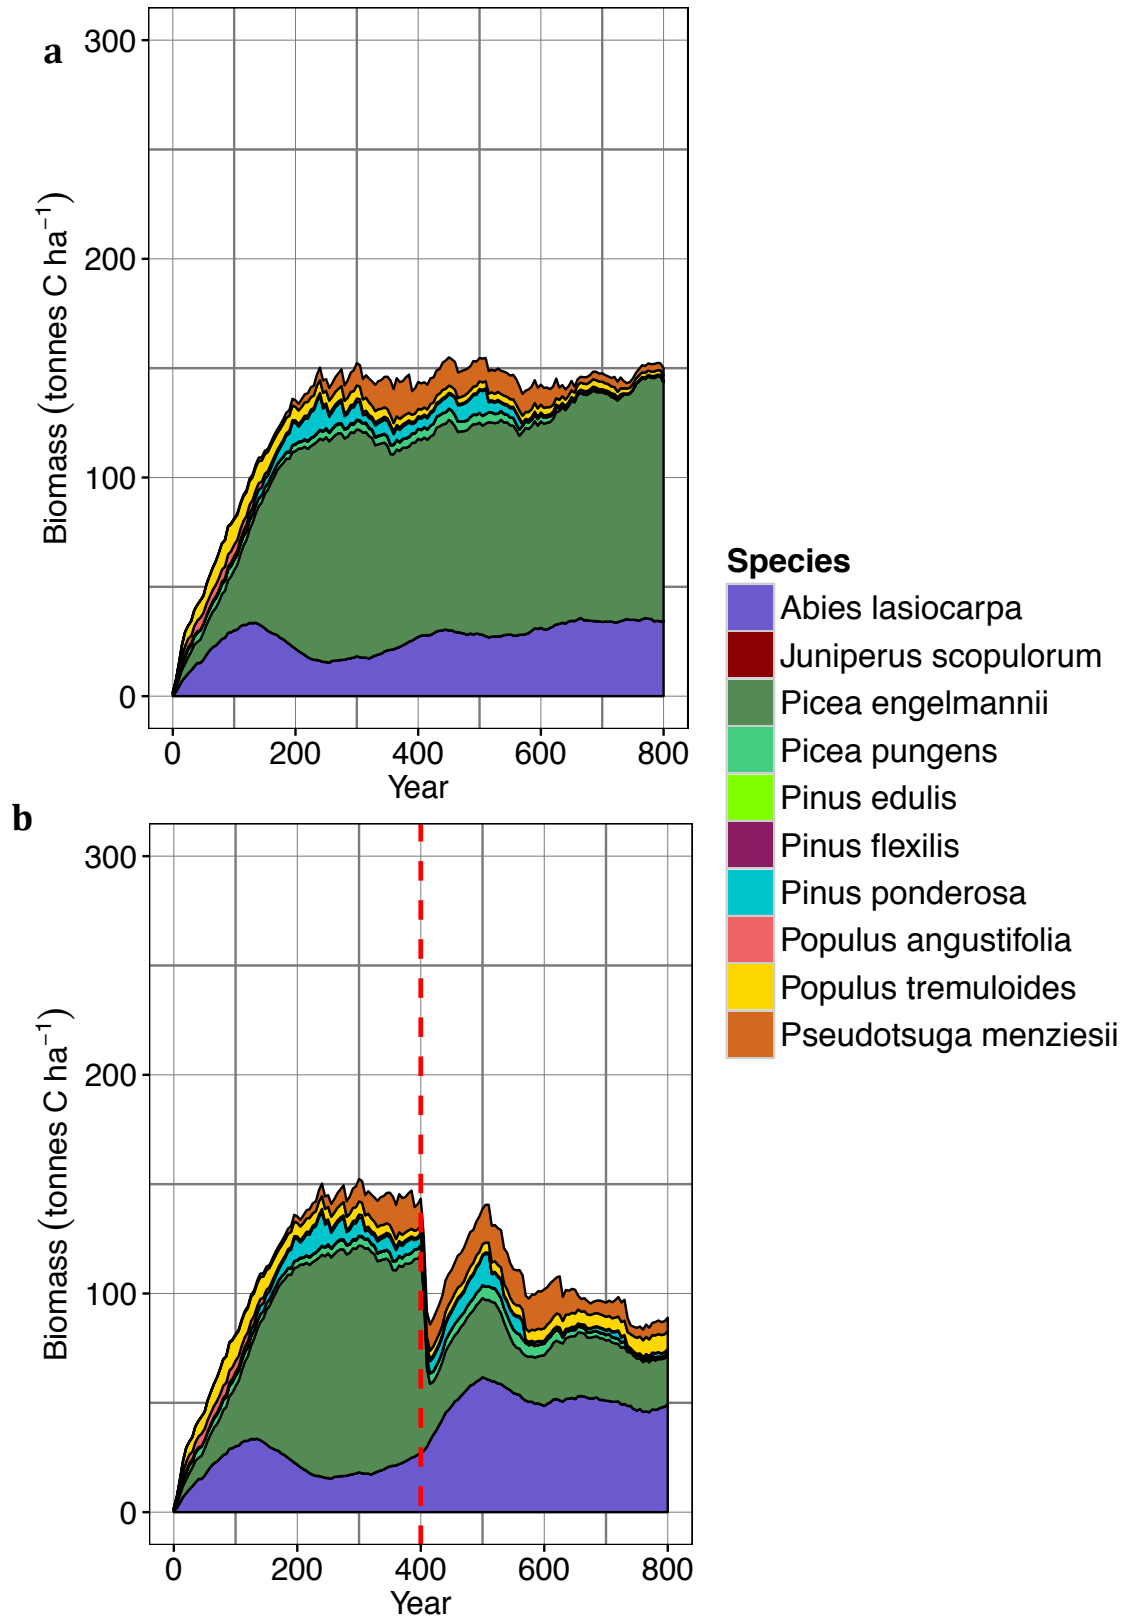 a
300
200
100
0
Biomass (tonnes C ha⁻¹)
0 200 400 600 800
Year
Species
Abies lasiocarpa
Juniperus scopulorum
Picea engelmannii
Picea pungens
Pinus edulis
Pinus flexilis
Pinus ponderosa
Populus angustifolia
Populus tremuloides
Pseudotsuga menziesii
b
300
200
100
0
Biomass (tonnes C ha⁻¹)
0 200 400 600 800
Year